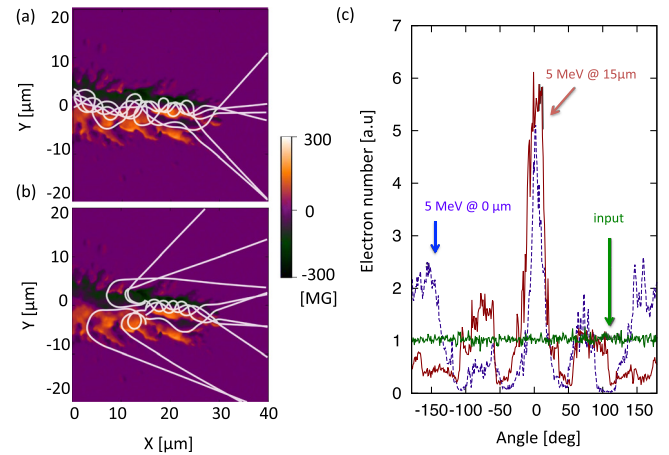 (a)
20
10
0
-10
-20
Y [μm]
(b)
20
10
0
-10
-20
Y [μm]
0
10
20
30
40
X [μm]
300
0
-300
[MG]
(c)
7
6
5
4
3
2
1
0
Electron number [a.u]
5 MeV @ 15μm
5 MeV @ 0 μm
input
-150
-100
-50
0
50
100
150
Angle [deg]